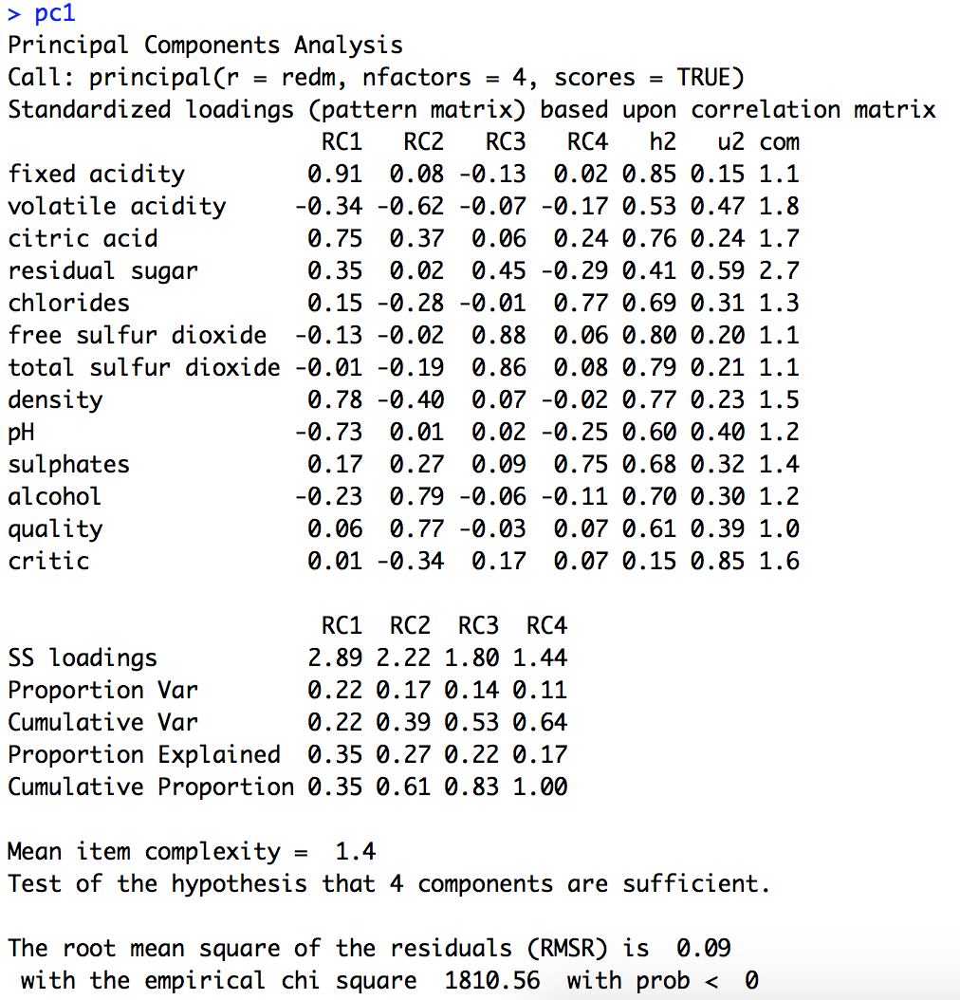 > pc1
Principal Components Analysis
Call: principal(r = redm, nfactors = 4, scores = TRUE)
Standardized loadings (pattern matrix) based upon correlation matrix
                       RC1   RC2   RC3   RC4   h2   u2 com
fixed acidity         0.91  0.08 -0.13  0.02 0.85 0.15 1.1
volatile acidity     -0.34 -0.62 -0.07 -0.17 0.53 0.47 1.8
citric acid           0.75  0.37  0.06  0.24 0.76 0.24 1.7
residual sugar        0.35  0.02  0.45 -0.29 0.41 0.59 2.7
chlorides             0.15 -0.28 -0.01  0.77 0.69 0.31 1.3
free sulfur dioxide  -0.13 -0.02  0.88  0.06 0.80 0.20 1.1
total sulfur dioxide -0.01 -0.19  0.86  0.08 0.79 0.21 1.1
density               0.78 -0.40  0.07 -0.02 0.77 0.23 1.5
pH                   -0.73  0.01  0.02 -0.25 0.60 0.40 1.2
sulphates             0.17  0.27  0.09  0.75 0.68 0.32 1.4
alcohol              -0.23  0.79 -0.06 -0.11 0.70 0.30 1.2
quality               0.06  0.77 -0.03  0.07 0.61 0.39 1.0
critic                0.01 -0.34  0.17  0.07 0.15 0.85 1.6

                       RC1  RC2  RC3  RC4
SS loadings           2.89 2.22 1.80 1.44
Proportion Var        0.22 0.17 0.14 0.11
Cumulative Var        0.22 0.39 0.53 0.64
Proportion Explained  0.35 0.27 0.22 0.17
Cumulative Proportion 0.35 0.61 0.83 1.00

Mean item complexity =  1.4
Test of the hypothesis that 4 components are sufficient.

The root mean square of the residuals (RMSR) is  0.09
 with the empirical chi square  1810.56  with prob <  0